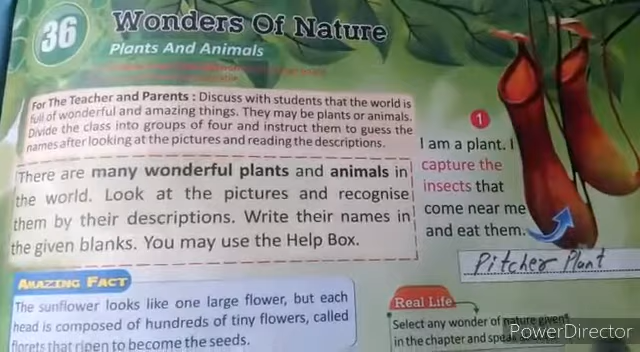 36
Wonders Of Nature
Plants And Animals
For The Teacher and Parents : Discuss with students that the world is
full of wonderful and amazing things. They may be plants or animals.
Divide the class into groups of four and instruct them to guess the
names after looking at the pictures and reading the descriptions.
There are many wonderful plants and animals in
the world. Look at the pictures and recognise
them by their descriptions. Write their names in
the given blanks. You may use the Help Box.
1
I am a plant. I
capture the
insects that
come near me
and eat them.
Pitcher Plant
AMAZING FACT
The sunflower looks like one large flower, but each
head is composed of hundreds of tiny flowers, called
florets that ripen to become the seeds.
Real Life
Select any wonder of nature given
in the chapter and speak
PowerDirector